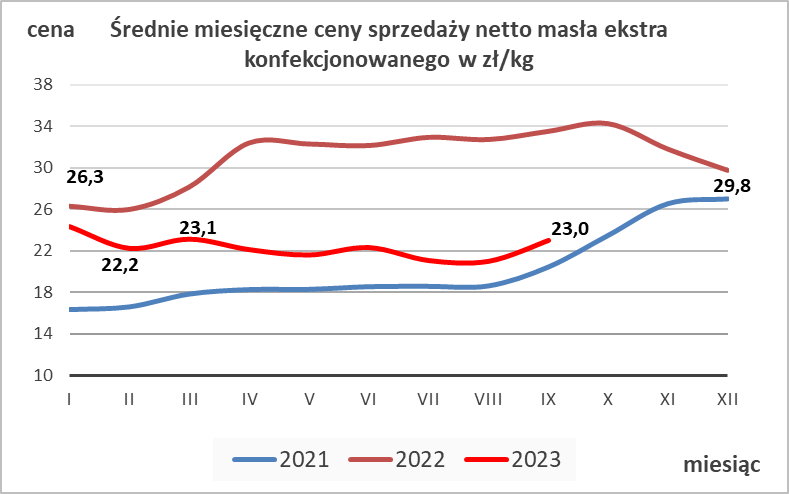 cena
Średnie miesięczne ceny sprzedaży netto masła ekstra
konfekcjonowanego w zł/kg
38
34
30
26
22
18
14
10
26,3
22,2
23,1
23,0
29,8
I II III IV V VI VII VIII IX X XI XII
2021 2022 2023
miesiąc